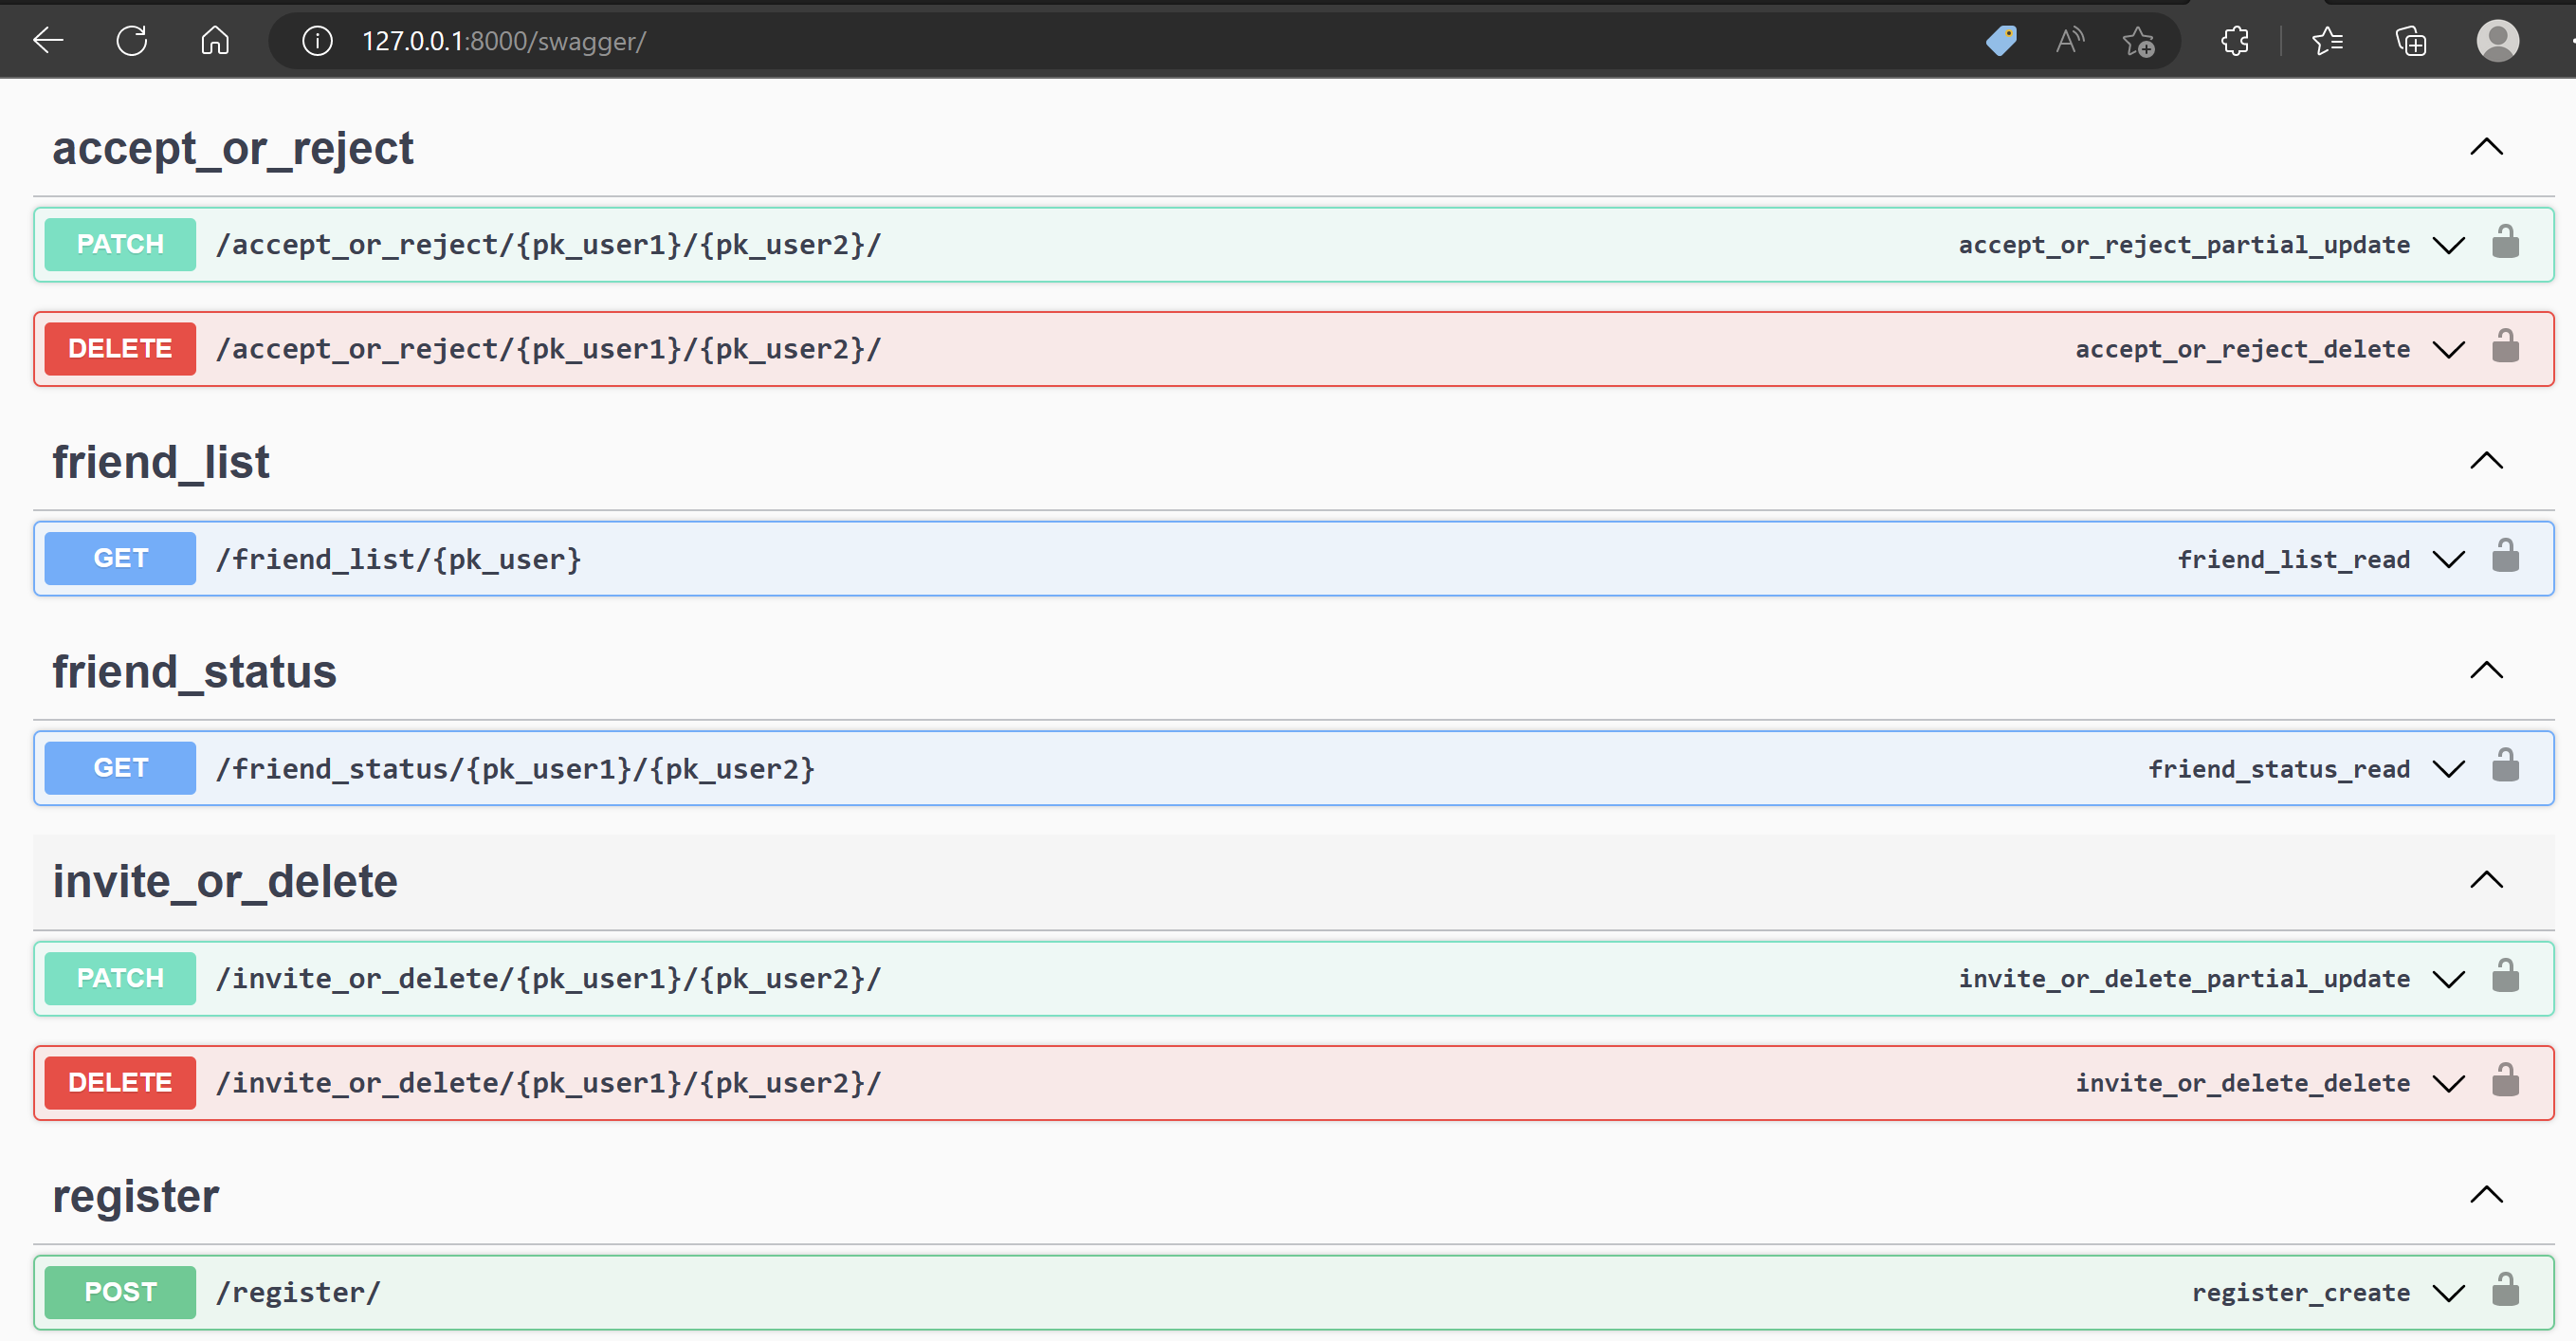 127.0.0.1:8000/swagger/
accept_or_reject
PATCH /accept_or_reject/{pk_user1}/{pk_user2}/ accept_or_reject_partial_update
DELETE /accept_or_reject/{pk_user1}/{pk_user2}/ accept_or_reject_delete
friend_list
GET /friend_list/{pk_user} friend_list_read
friend_status
GET /friend_status/{pk_user1}/{pk_user2} friend_status_read
invite_or_delete
PATCH /invite_or_delete/{pk_user1}/{pk_user2}/ invite_or_delete_partial_update
DELETE /invite_or_delete/{pk_user1}/{pk_user2}/ invite_or_delete_delete
register
POST /register/ register_create